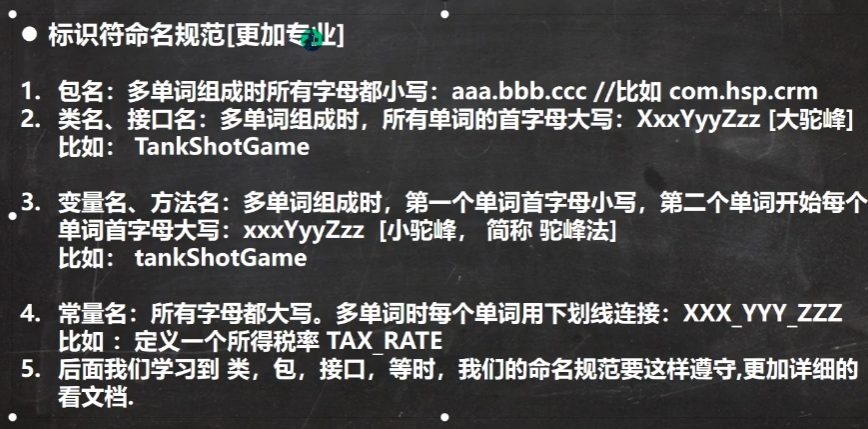 ● 标识符命名规范[更加专业]
1. 包名：多单词组成时所有字母都小写：aaa.bbb.ccc //比如 com.hsp.crm
2. 类名、接口名：多单词组成时，所有单词的首字母大写：XxxYyyZzz [大驼峰]
比如： TankShotGame
3. 变量名、方法名：多单词组成时，第一个单词首字母小写，第二个单词开始每个
单词首字母大写：xxxYyyZzz [小驼峰， 简称 驼峰法]
比如： tankShotGame
4. 常量名：所有字母都大写。多单词时每个单词用下划线连接：XXX_YYY_ZZZ
比如 ：定义一个所得税率 TAX_RATE
5. 后面我们学习到 类，包，接口，等时，我们的命名规范要这样遵守,更加详细的
看文档.